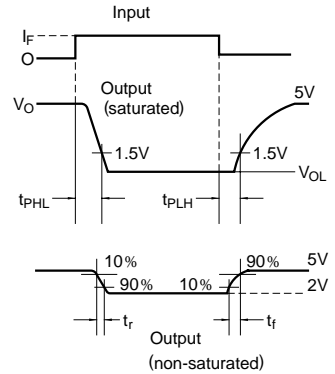 Input
I_F
O
Output
(saturated)
V_O
5V
1.5V
1.5V
V_OL
t_PHL
t_PLH
10%
90%
5V
90%
10%
2V
t_r
t_f
Output
(non-saturated)